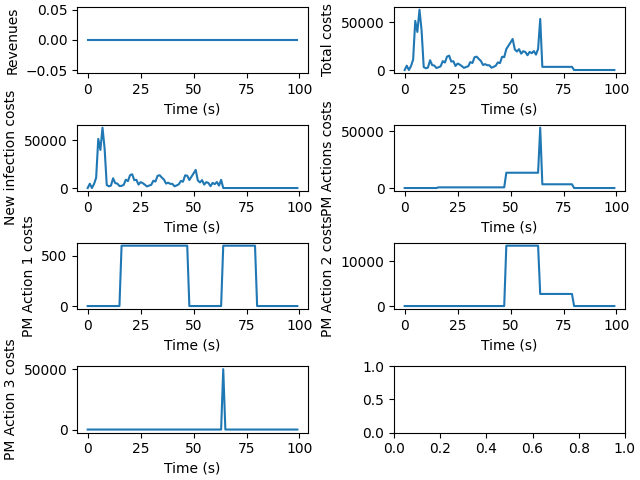 Revenues
0.05
0.00
−0.05
0 25 50 75 100
Time (s)
Total costs
50000
0
0 25 50 75 100
Time (s)
New infection costs
50000
0
0 25 50 75 100
Time (s)
PM Actions costs
50000
0
0 25 50 75 100
Time (s)
PM Action 1 costs
500
0
0 25 50 75 100
Time (s)
PM Action 2 costs
10000
0
0 25 50 75 100
Time (s)
PM Action 3 costs
50000
0
0 25 50 75 100
Time (s)
1.0
0.5
0.0
0.0 0.2 0.4 0.6 0.8 1.0